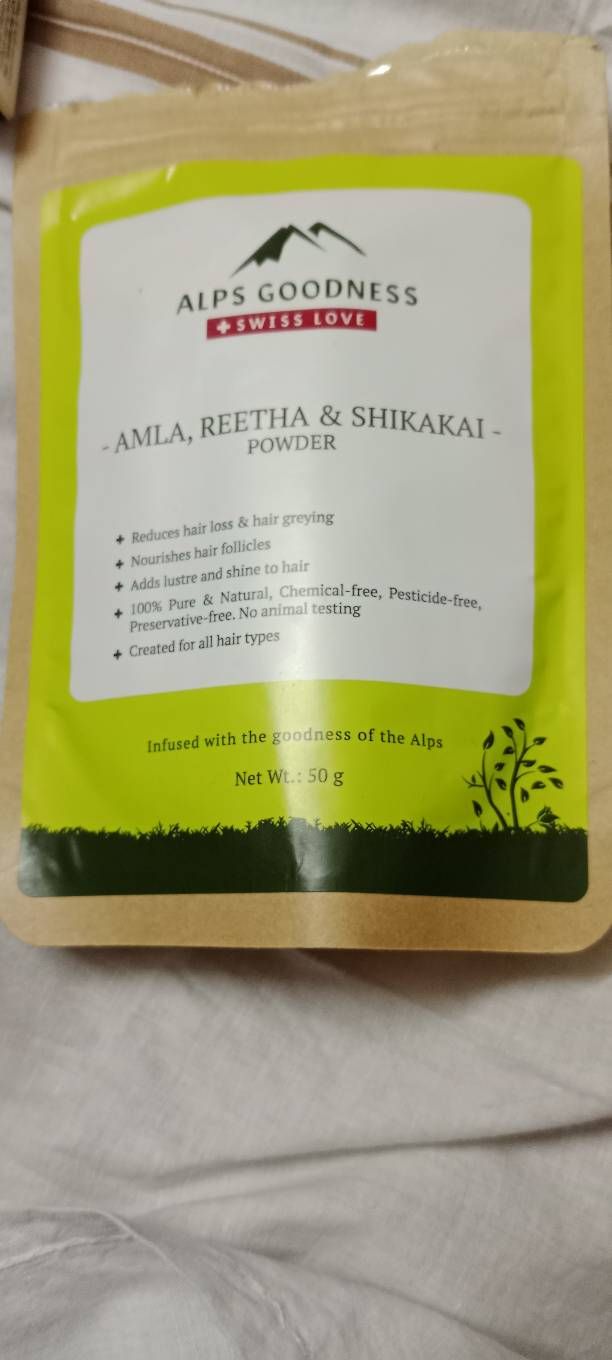 ALPS GOODNESS
SWISS LOVE
- AMLA, REETHA & SHIKAKAI -
POWDER
+ Reduces hair loss & hair greying
+ Nourishes hair follicles
+ Adds lustre and shine to hair
+ 100% Pure & Natural, Chemical-free, Pesticide-free,
Preservative-free. No animal testing
+ Created for all hair types
Infused with the goodness of the Alps
Net Wt.: 50 g